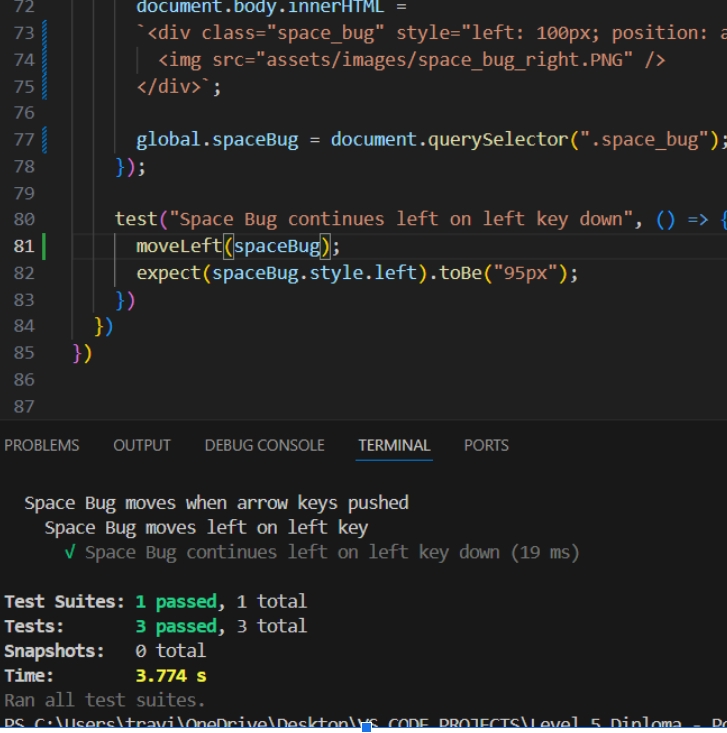 72 document.body.innerHTML =
73 `<div class="space_bug" style="left: 100px; position: a
74 <img src="assets/images/space_bug_right.PNG" />
75 </div>`;
76
77 global.spaceBug = document.querySelector(".space_bug");
78 });
79
80 test("Space Bug continues left on left key down", () => {
81 moveLeft(spaceBug);
82 expect(spaceBug.style.left).toBe("95px");
83 })
84 })
85 })
86
87
PROBLEMS OUTPUT DEBUG CONSOLE TERMINAL PORTS
Space Bug moves when arrow keys pushed
Space Bug moves left on left key
√ Space Bug continues left on left key down (19 ms)
Test Suites: 1 passed, 1 total
Tests: 3 passed, 3 total
Snapshots: 0 total
Time: 3.774 s
Ran all test suites.
PS C:\Users\travi\OneDrive\Desktop\VS CODE PROJECTS\Level 5 Diploma - Po